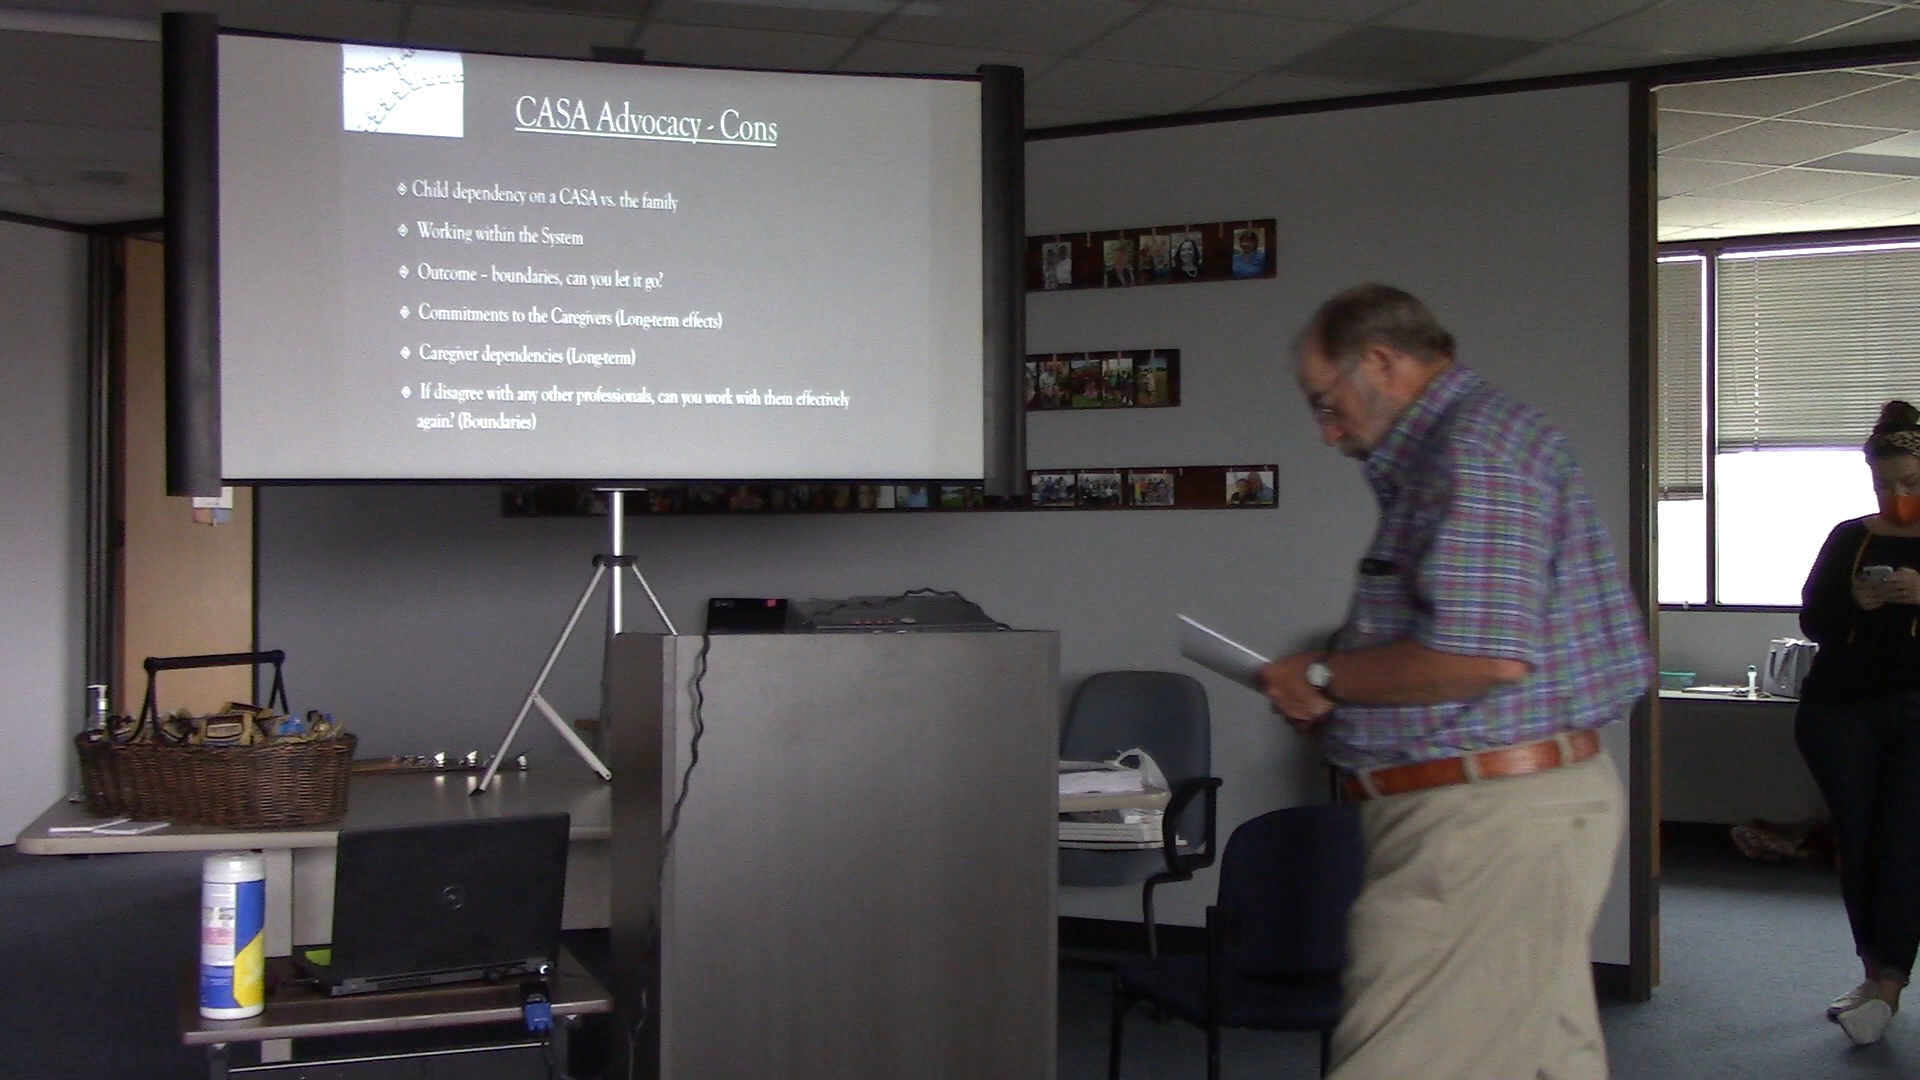 CASA Advocacy - Cons
Child dependency on a CASA vs. the family
Working within the System
Outcome – boundaries, can you let it go?
Commitments to the Caregivers (Long-term effects)
Caregiver dependencies (Long-term)
If disagree with any other professionals, can you work with them effectively
again? (Boundaries)